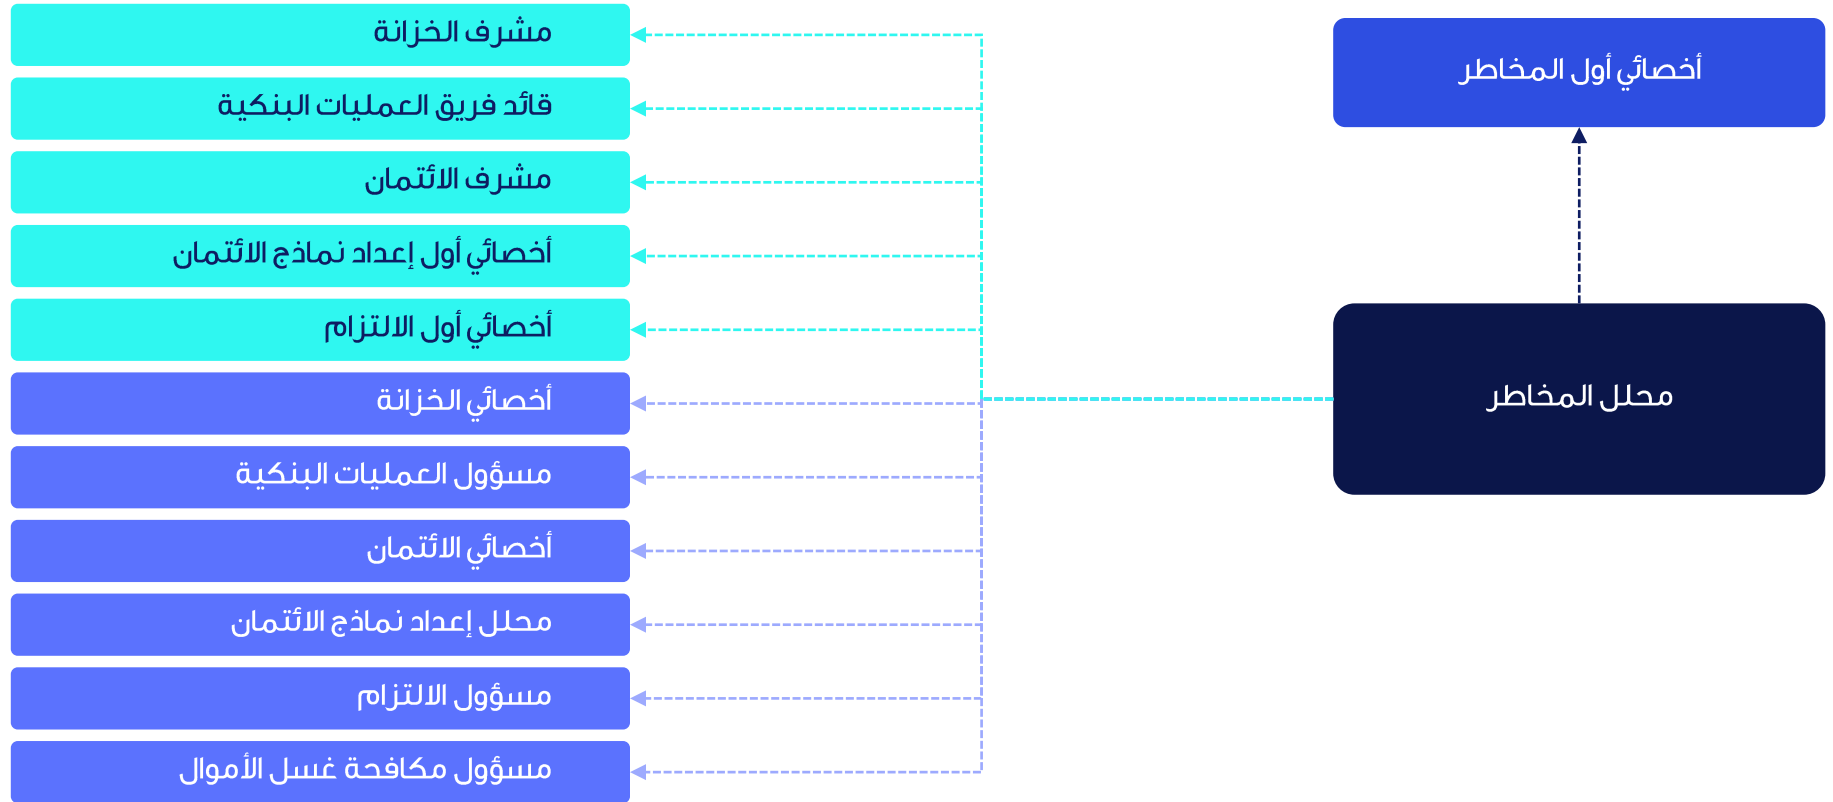 أخصائي أول المخاطر
محلل المخاطر
مشرف الخزانة
قائد فريق العمليات البنكية
مشرف الائتمان
أخصائي أول إعداد نماذج الائتمان
أخصائي أول الالتزام
أخصائي الخزانة
مسؤول العمليات البنكية
أخصائي الائتمان
محلل إعداد نماذج الائتمان
مسؤول الالتزام
مسؤول مكافحة غسل الأموال